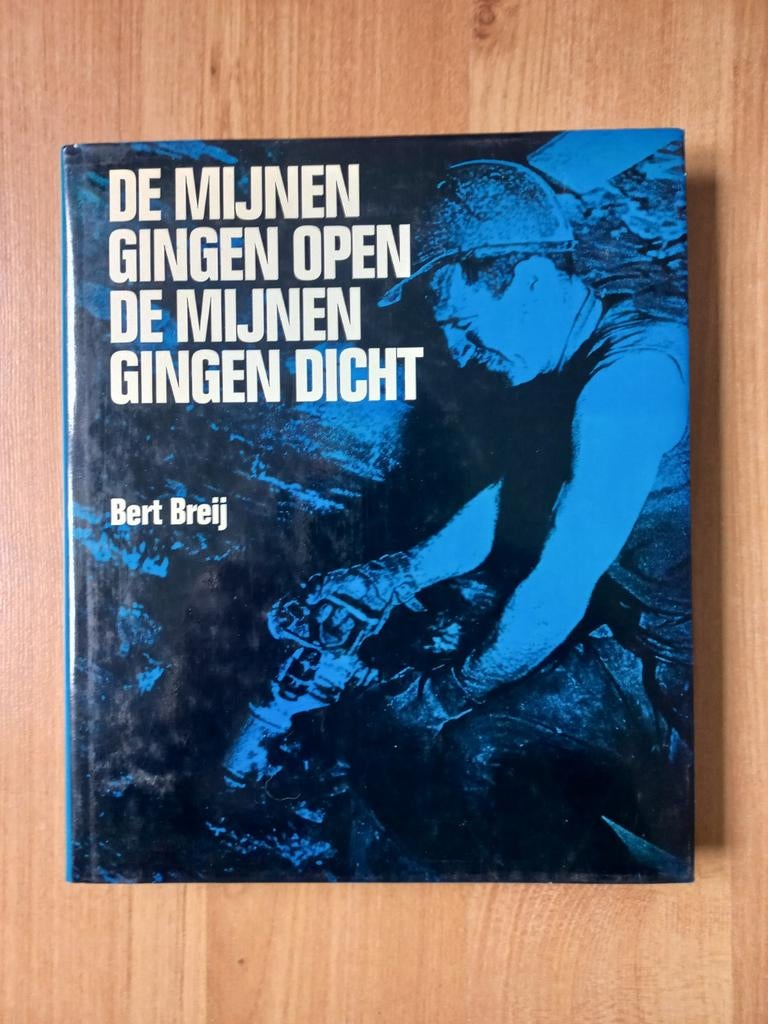 DE MIJNEN
GINGEN OPEN
DE MIJNEN
GINGEN DICHT
Bert Breij